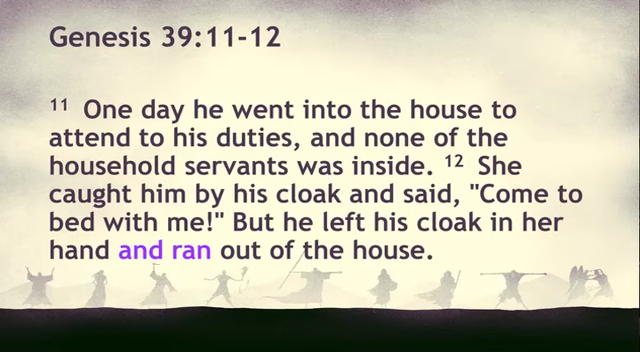 Genesis 39:11-12
¹¹ One day he went into the house to
attend to his duties, and none of the
household servants was inside. ¹² She
caught him by his cloak and said, "Come to
bed with me!" But he left his cloak in her
hand and ran out of the house.